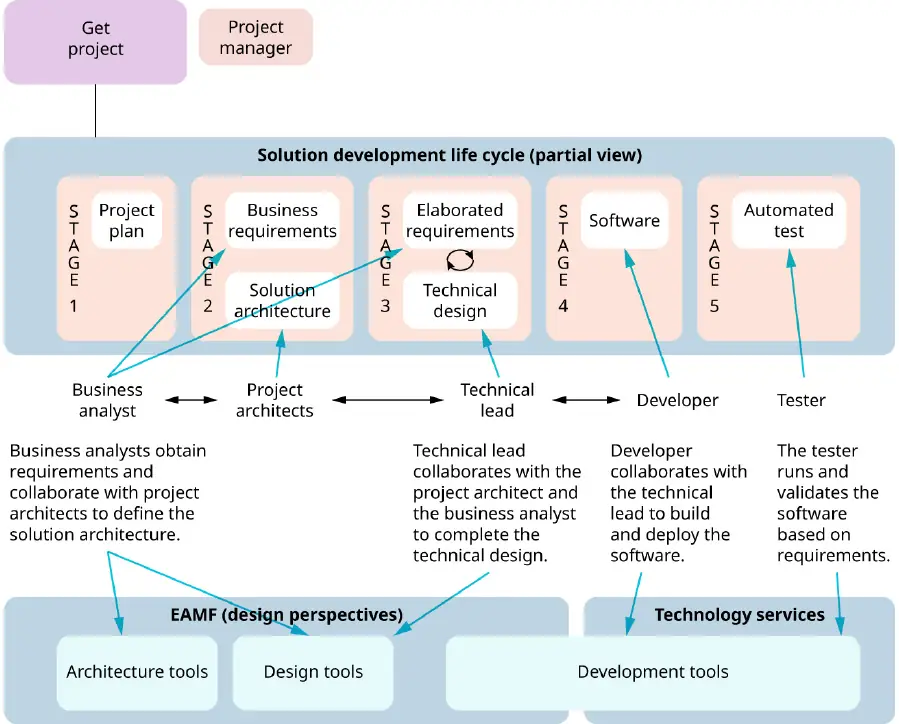 Get
project
Project
manager
Solution development life cycle (partial view)
STAGE 1
Project
plan
STAGE 2
Business
requirements
Solution
architecture
STAGE 3
Elaborated
requirements
Technical
design
STAGE 4
Software
STAGE 5
Automated
test
Business
analyst
Project
architects
Technical
lead
Developer
Tester
Business analysts obtain
requirements and
collaborate with project
architects to define the
solution architecture.
Technical lead
collaborates with the
project architect and
the business analyst
to complete the
technical design.
Developer
collaborates with
the technical
lead to build
and deploy the
software.
The tester
runs and
validates the
software
based on
requirements.
EAMF (design perspectives)
Architecture tools
Design tools
Technology services
Development tools